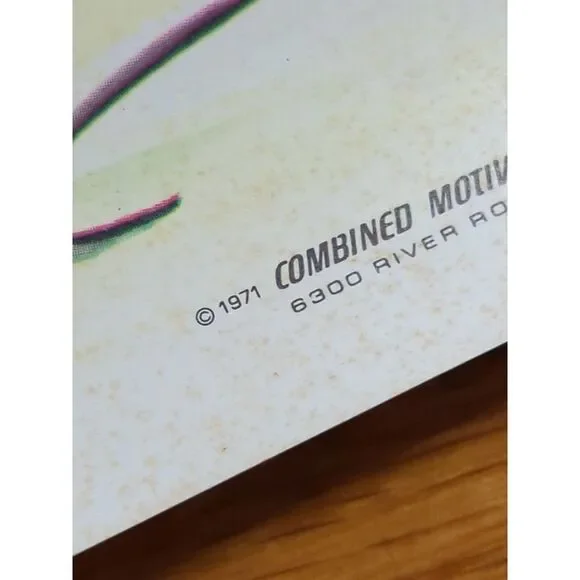 © 1971 COMBINED MOTIV
6300 RIVER RO